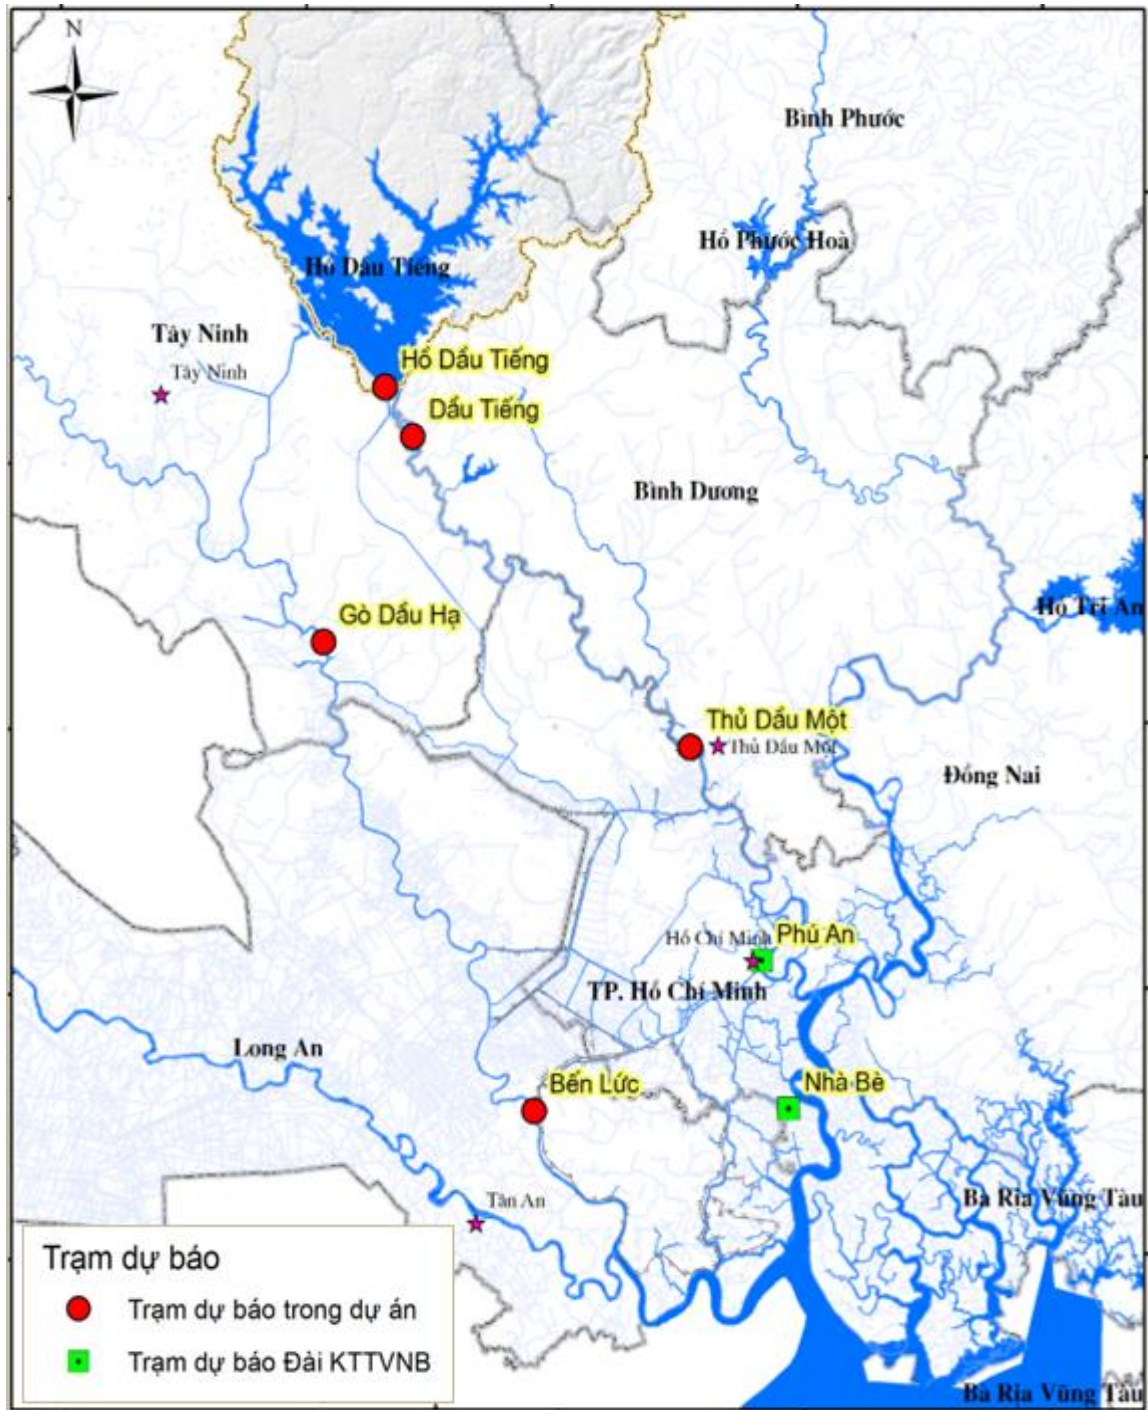 N
Bình Phước
Hồ Phước Hoà
Hồ Dầu Tiếng
Tây Ninh
Tây Ninh
Hồ Dầu Tiếng
Dầu Tiếng
Bình Dương
Hồ Trị An
Gò Dầu Hạ
Thủ Dầu Một
Thủ Dầu Một
Đồng Nai
Hồ Chí Minh
Phú An
TP. Hồ Chí Minh
Long An
Bến Lức
Nhà Bè
Tân An
Bà Rịa Vũng Tàu
Trạm dự báo
Trạm dự báo trong dự án
Trạm dự báo Đài KTTVNB
Bà Rịa Vũng Tàu